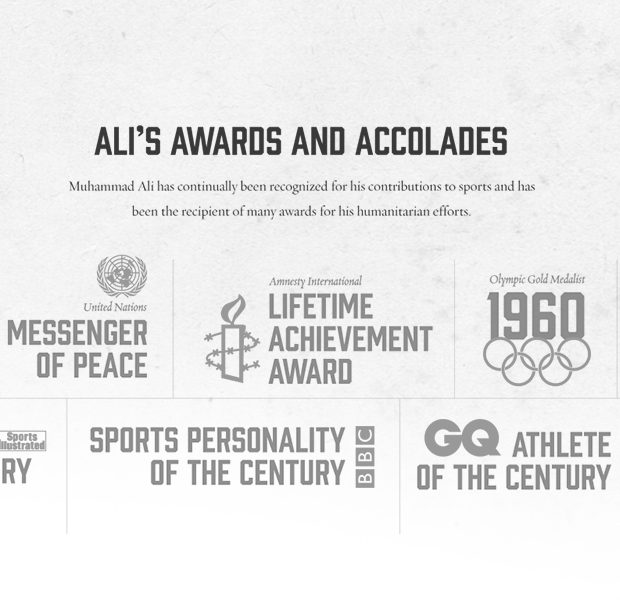 ALI'S AWARDS AND ACCOLADES
Muhammad Ali has continually been recognized for his contributions to sports and has
been the recipient of many awards for his humanitarian efforts.
United Nations
MESSENGER
OF PEACE
Amnesty International
LIFETIME
ACHIEVEMENT
AWARD
Olympic Gold Medalist
1960
Sports
Illustrated
RY
SPORTS PERSONALITY
OF THE CENTURY
BBC
GQ ATHLETE
OF THE CENTURY